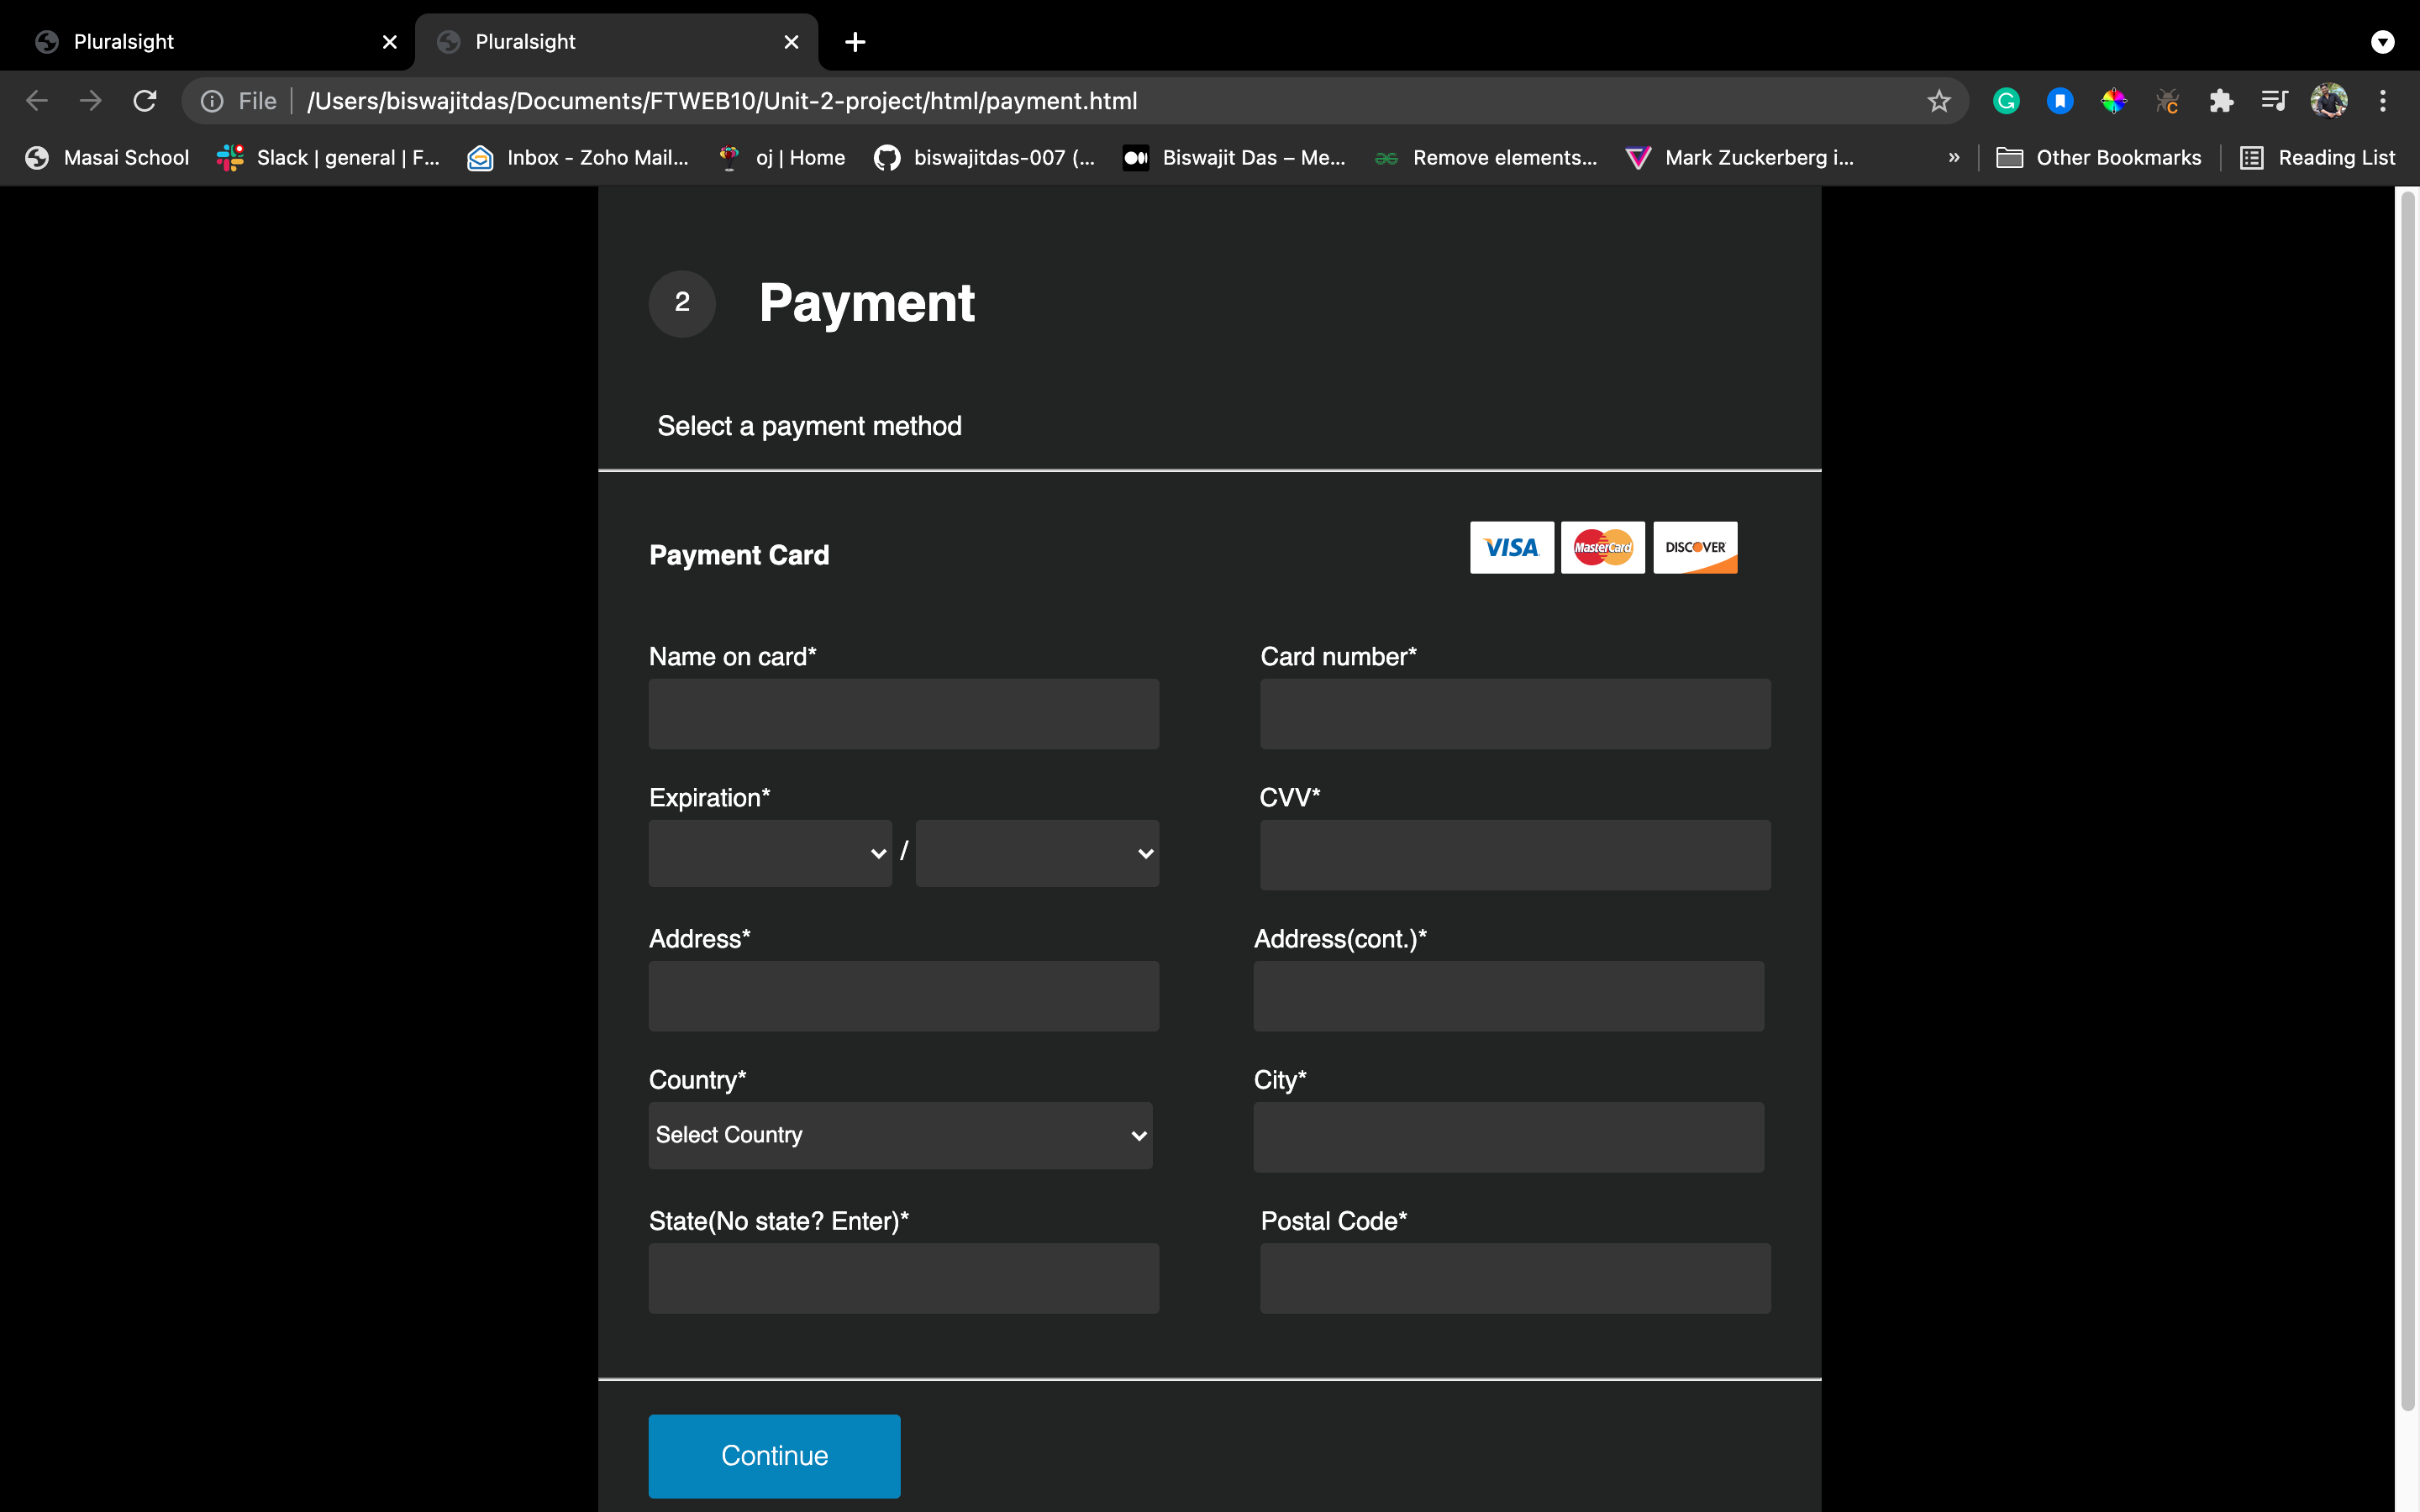 Pluralsight Pluralsight
File /Users/biswajitdas/Documents/FTWEB10/Unit-2-project/html/payment.html
Masai School Slack | general | F... Inbox - Zoho Mail... oj | Home biswajitdas-007 (... Biswajit Das – Me... Remove elements... Mark Zuckerberg i... » Other Bookmarks Reading List
2 Payment
Select a payment method
Payment Card VISA MasterCard DISCOVER
Name on card* Card number*
Expiration* CVV*
/
Address* Address(cont.)*
Country* City*
Select Country
State(No state? Enter)* Postal Code*
Continue